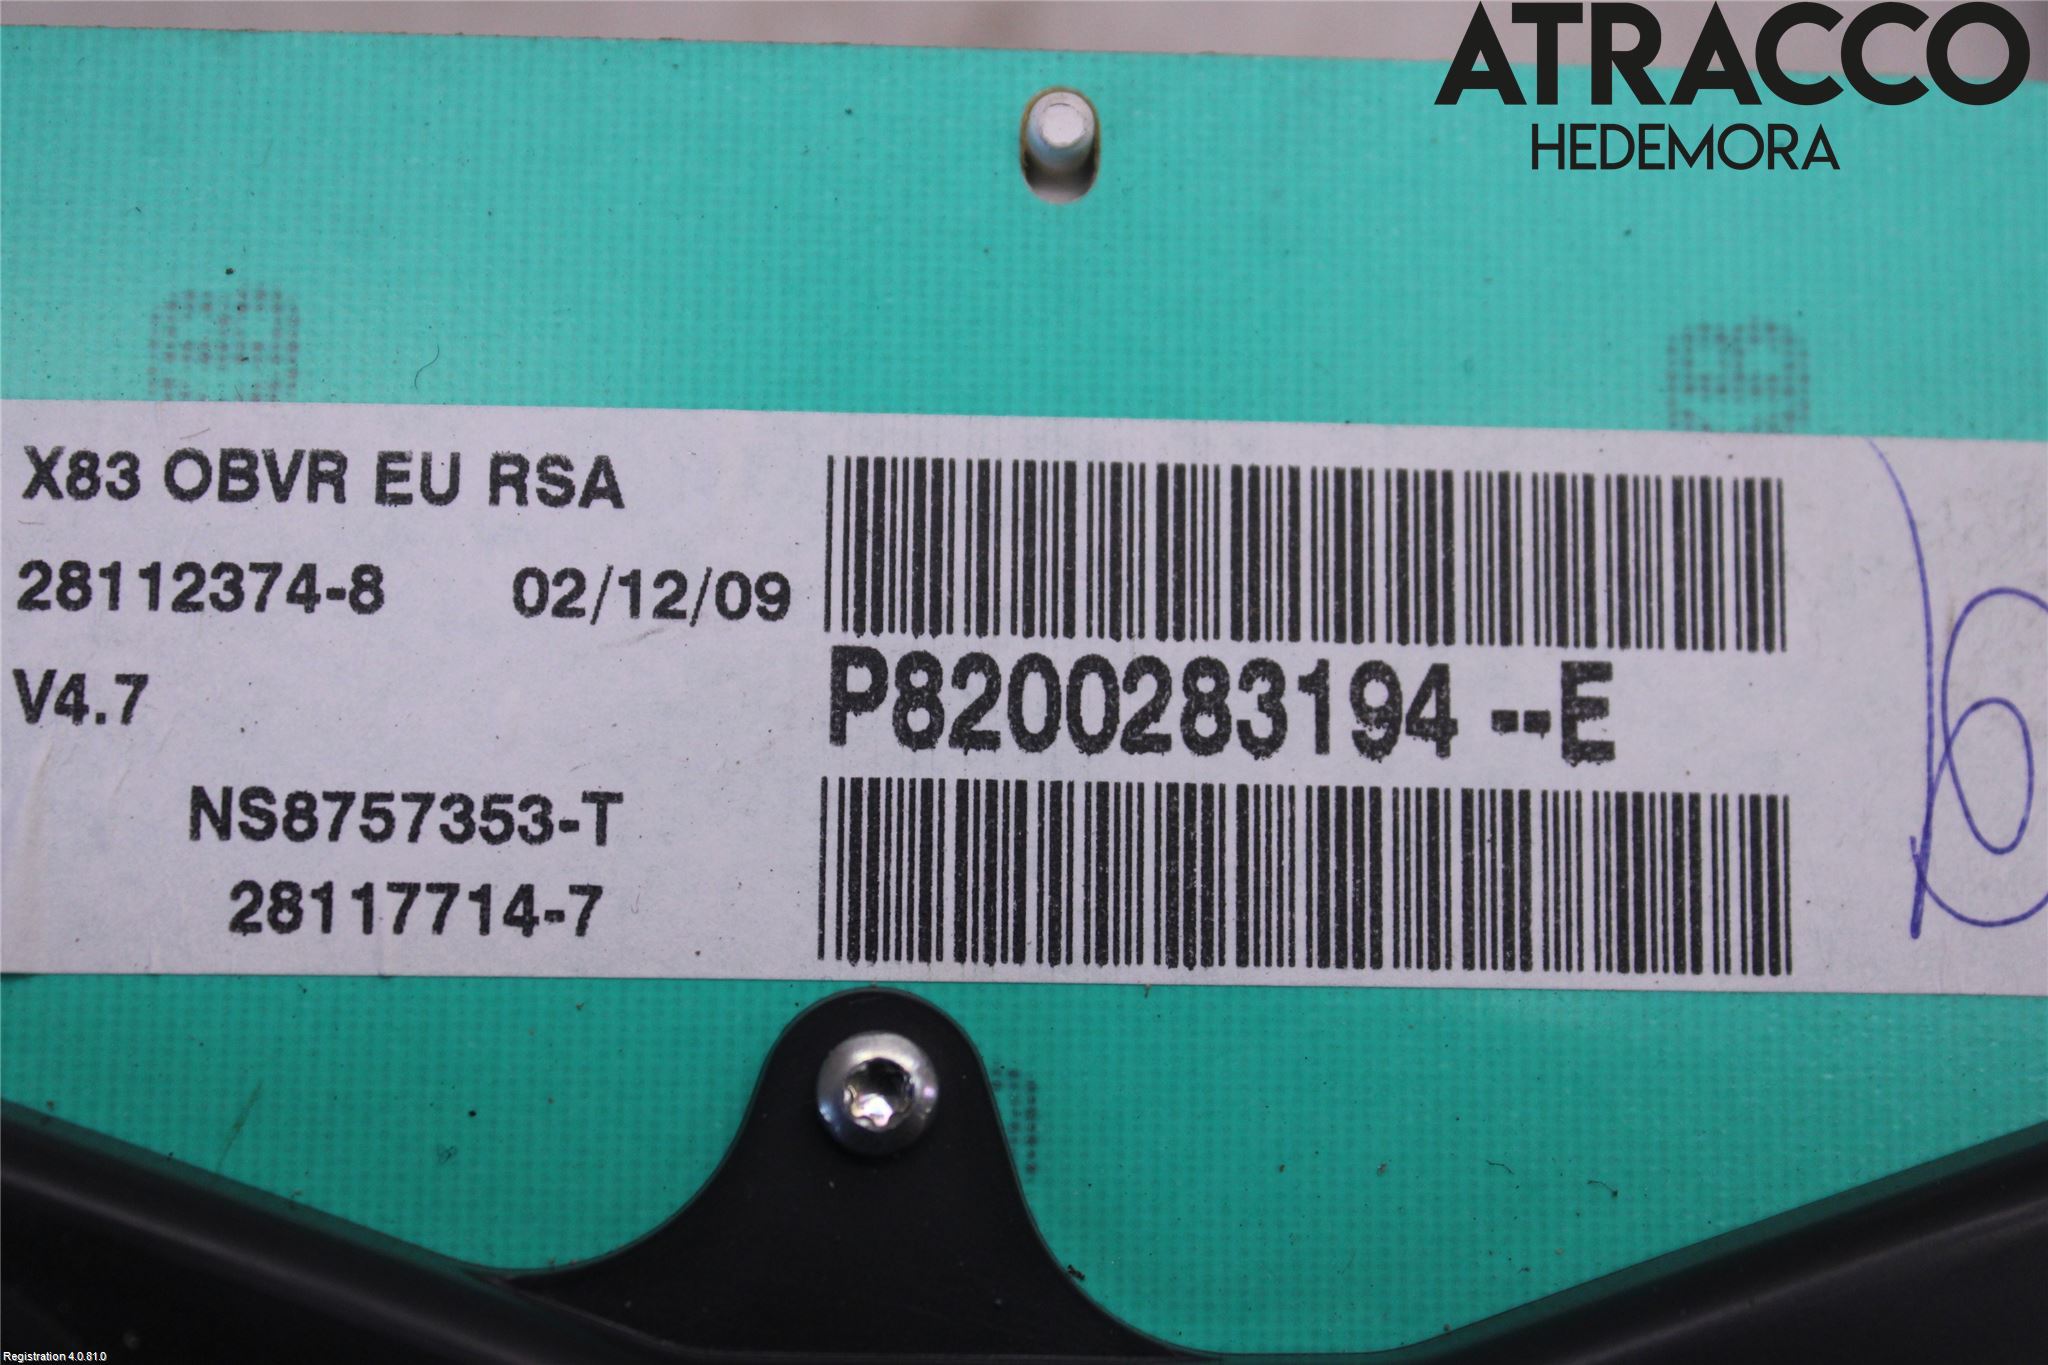 ATRACCO
HEDEMORA
X83 OBVR EU RSA
28112374-8 02/12/09
V4.7
P8200283194--E
NS8757353-T
28117714-7
Registration 4.0.81.0